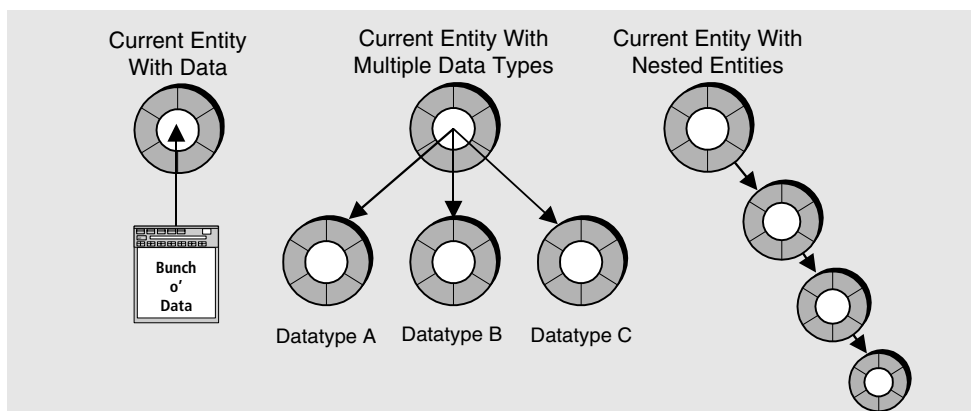 Current Entity
With Data
Current Entity With
Multiple Data Types
Current Entity With
Nested Entities
Bunch
o'
Data
Datatype A
Datatype B
Datatype C